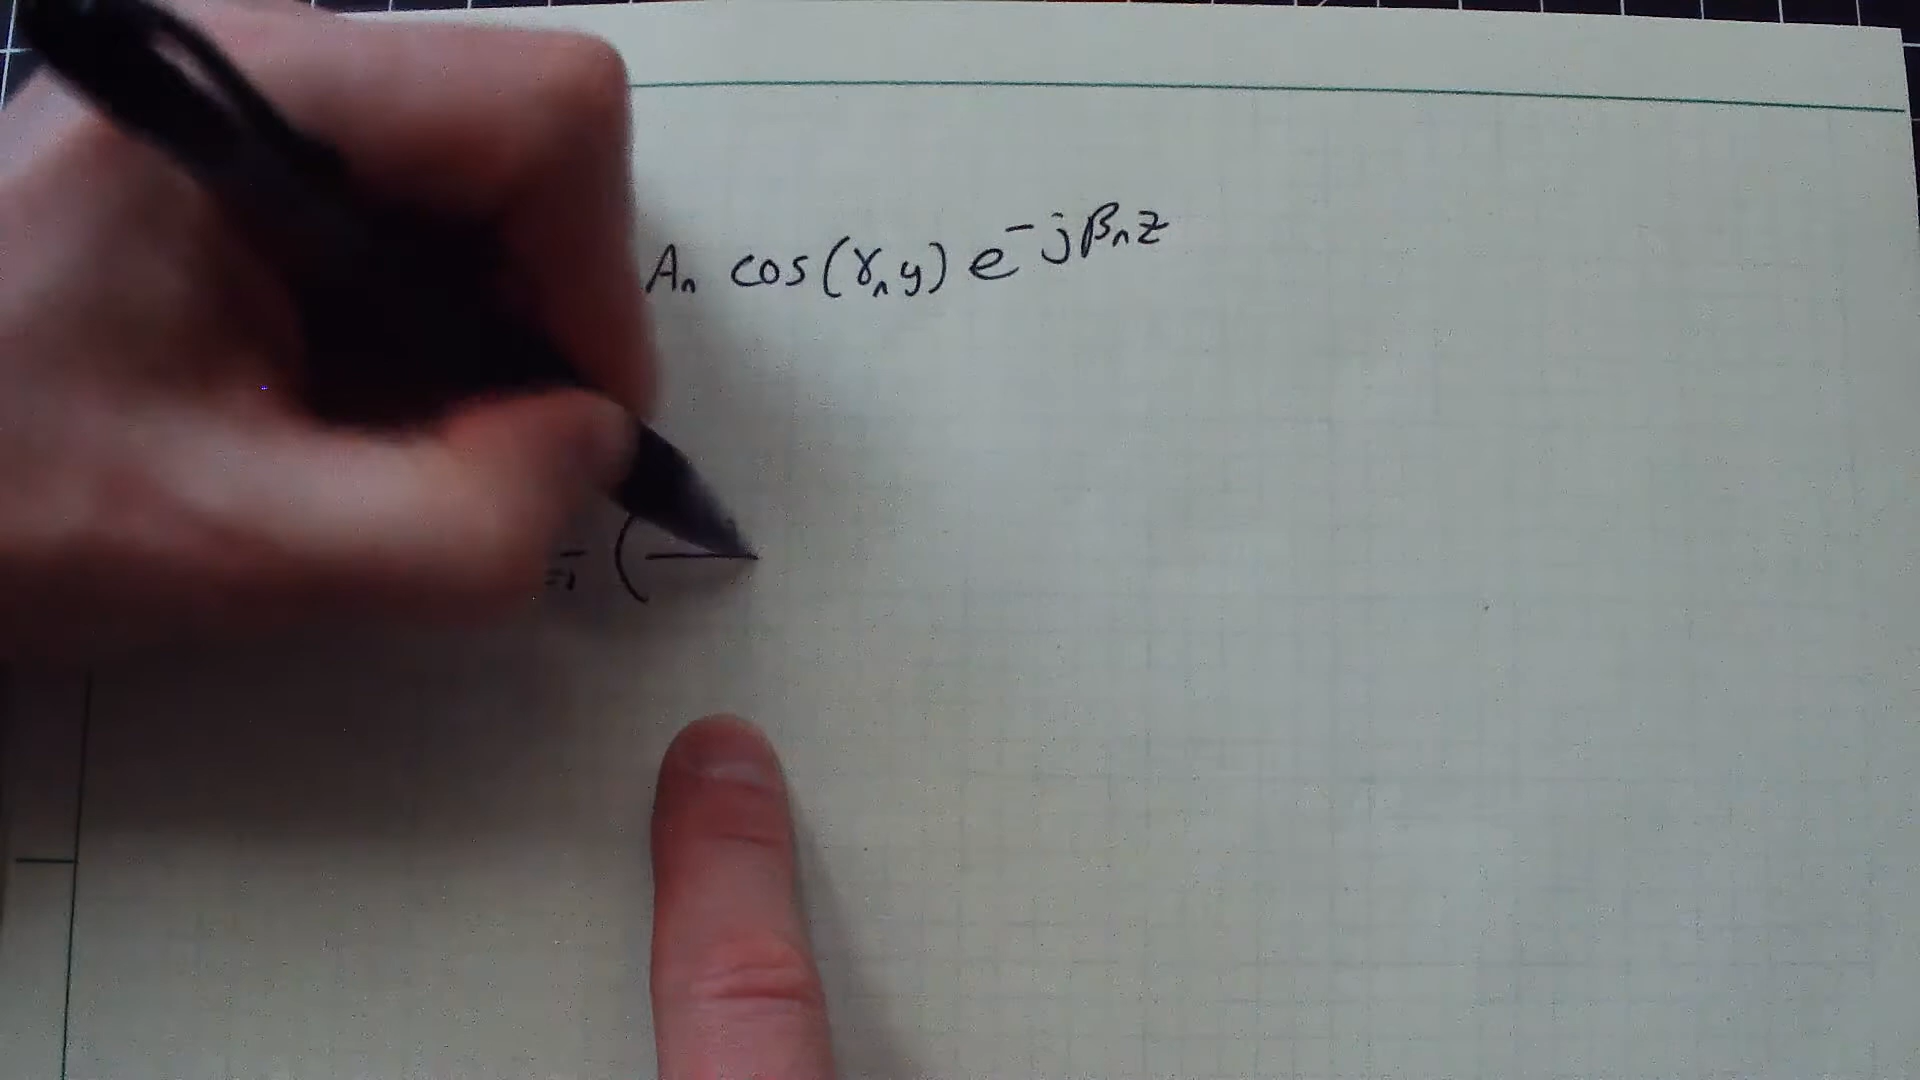 Aₙ cos(γₙy) e^{-jβₙz}
= (